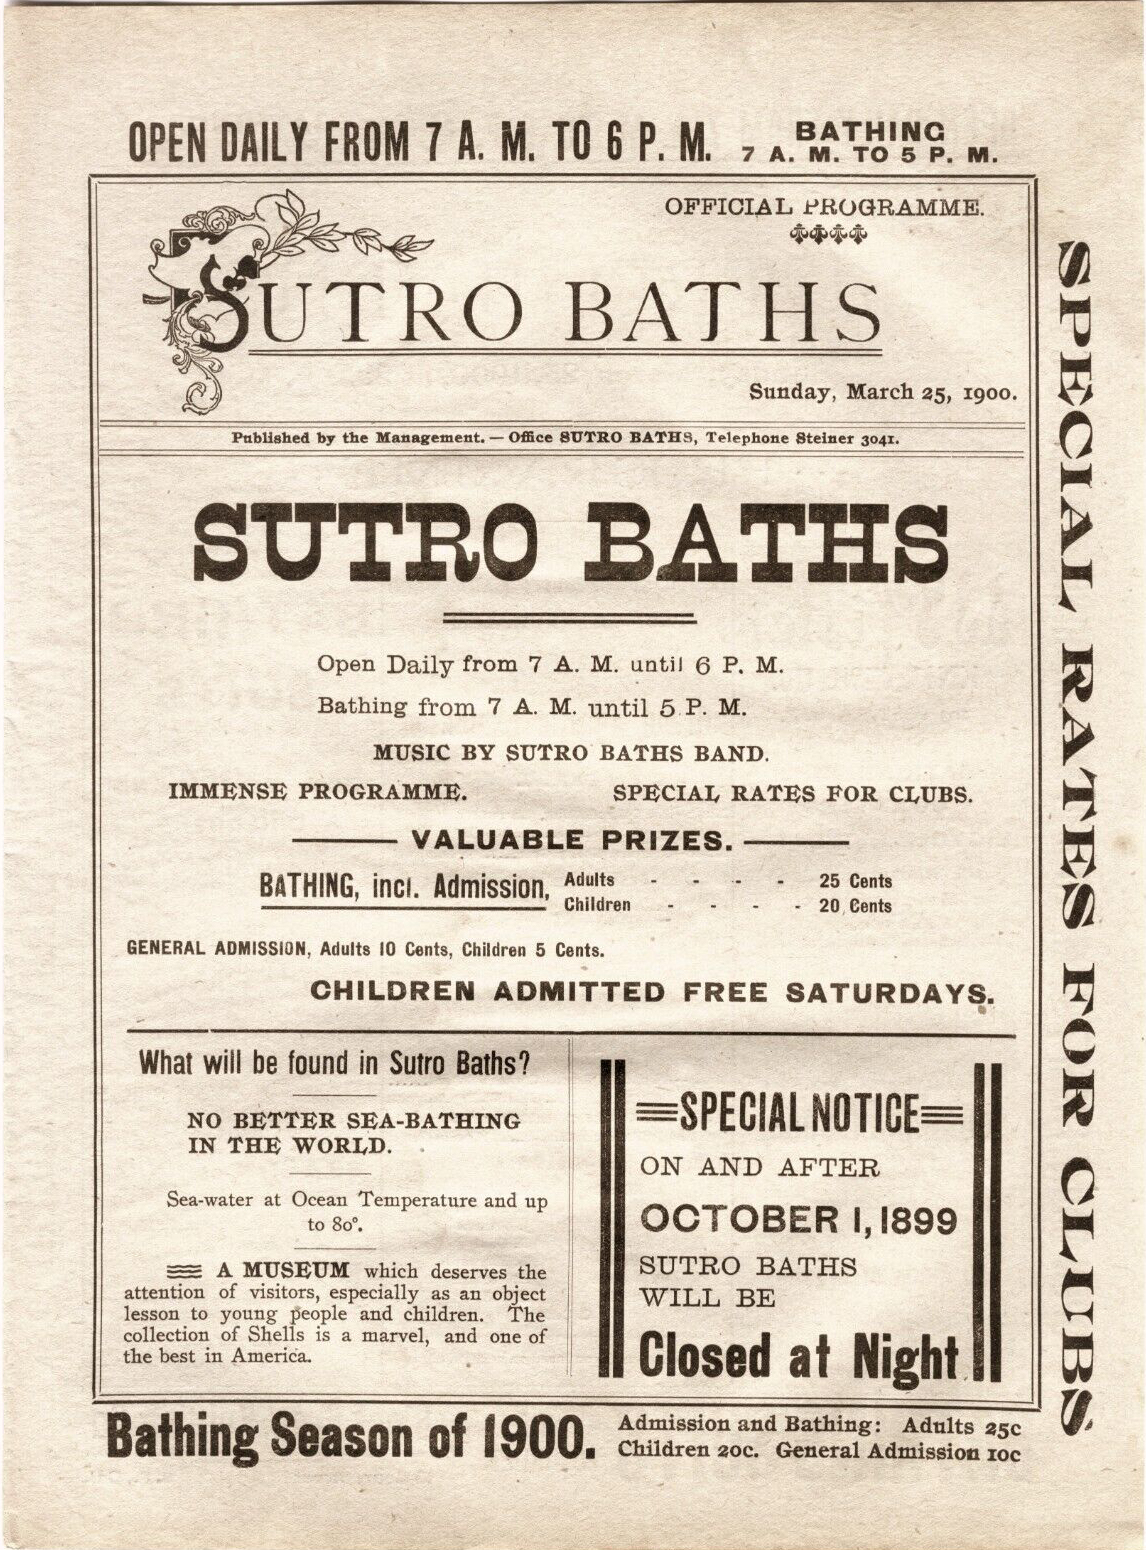 OPEN DAILY FROM 7 A. M. TO 6 P. M.
BATHING
7 A. M. TO 5 P. M.
OFFICIAL PROGRAMME.
SUTRO BATHS
Sunday, March 25, 1900.
Published by the Management. — Office SUTRO BATHS, Telephone Steiner 3041.
SUTRO BATHS
Open Daily from 7 A. M. until 6 P. M.
Bathing from 7 A. M. until 5 P. M.
MUSIC BY SUTRO BATHS BAND.
IMMENSE PROGRAMME. SPECIAL RATES FOR CLUBS.
VALUABLE PRIZES.
BATHING, incl. Admission, Adults - - - - 25 Cents
Children - - - - 20 Cents
GENERAL ADMISSION, Adults 10 Cents, Children 5 Cents.
CHILDREN ADMITTED FREE SATURDAYS.
What will be found in Sutro Baths?
NO BETTER SEA-BATHING
IN THE WORLD.
Sea-water at Ocean Temperature and up
to 80°.
A MUSEUM which deserves the
attention of visitors, especially as an object
lesson to young people and children. The
collection of Shells is a marvel, and one of
the best in America.
SPECIAL NOTICE
ON AND AFTER
OCTOBER 1, 1899
SUTRO BATHS
WILL BE
Closed at Night
Bathing Season of 1900.
Admission and Bathing: Adults 25c
Children 20c. General Admission 10c
SPECIAL RATES FOR CLUBS